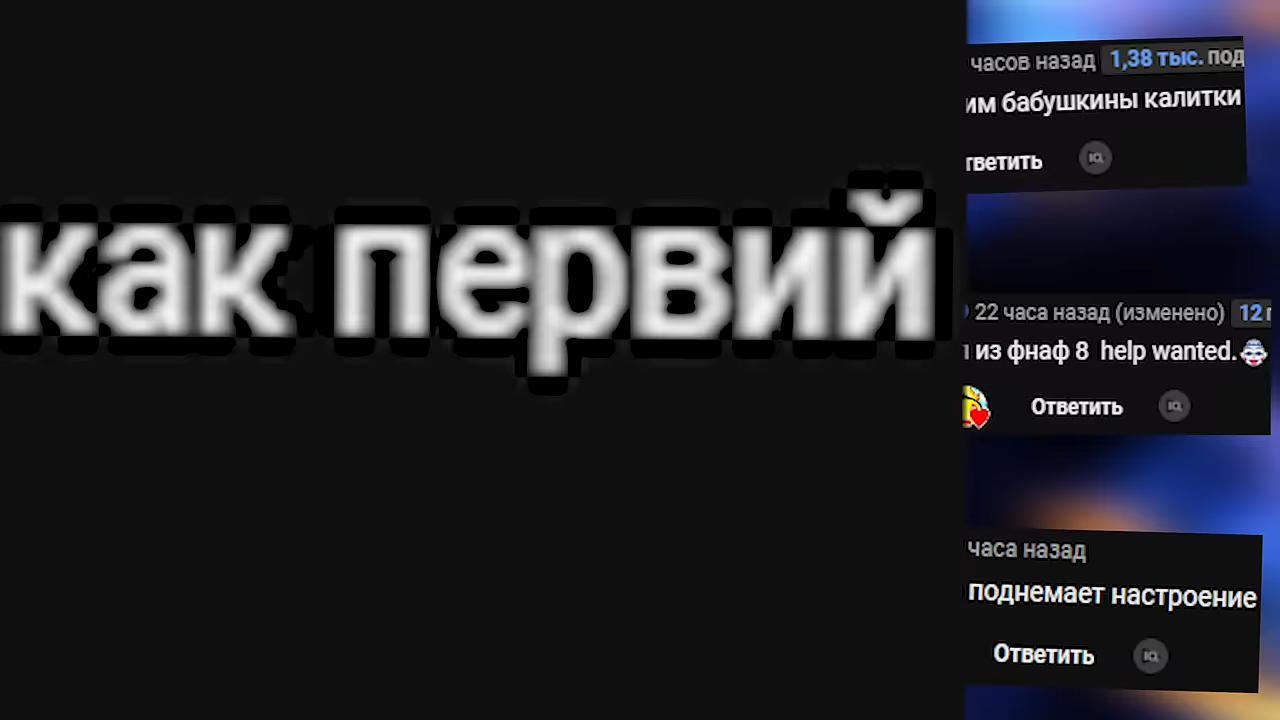 как первий
часов назад 1,38 тыс. под
им бабушкины калитки
тветить
22 часа назад (изменено) 12
из фнаф 8 help wanted.
Ответить
часа назад
поднемает настроение
Ответить